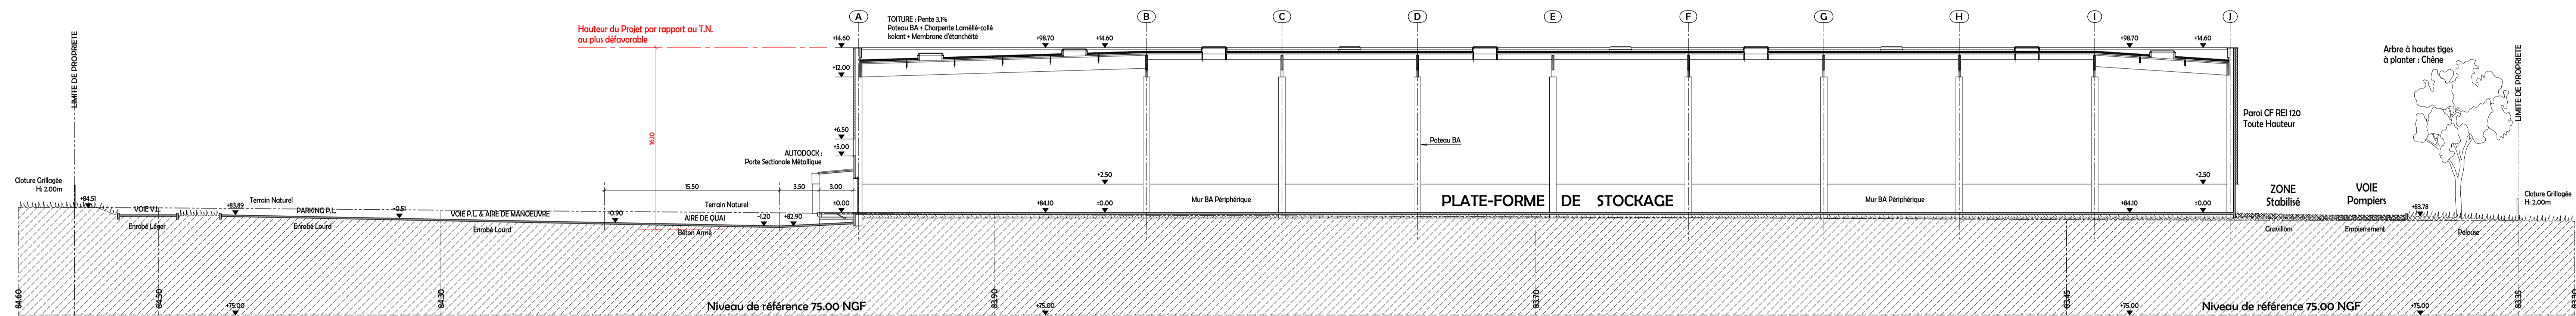 A
B
C
D
E
F
G
H
I
J
LIMITE DE PROPRIETE
Hauteur du Projet par rapport au T.N.
au plus défavorable
16.10
TOITURE : Pente 3,1%
Poteau BA + Charpente Laméllé-collé
Isolant + Membrane d'étanchéité
+14.60
+98.70
+14.60
+98.70
+14.60
+12.00
+6.50
+5.00
AUTODOCK :
Porte Sectionale Métallique
Poteau BA
Arbre à hautes tiges
à planter : Chêne
LIMITE DE PROPRIETE
Paroi CF REI 120
Toute Hauteur
Cloture Grillagée
H: 2.00m
+84.51
VOIE V.L.
Enrobé Léger
+83.89
Terrain Naturel
PARKING P.L.
Enrobé Lourd
-0.51
VOIE P.L. & AIRE DE MANOEUVRE
Enrobé Lourd
15.50
3.50
3.00
-0.90
Terrain Naturel
AIRE DE QUAI
Béton Armé
-1.20
+82.90
±0.00
+2.50
+84.10
±0.00
Mur BA Périphérique
PLATE-FORME DE STOCKAGE
Mur BA Périphérique
+2.50
+84.10
±0.00
ZONE
Stabilisé
Gravillons
VOIE
Pompiers
Empierrement
+83.78
Pelouse
Cloture Grillagée
H: 2.00m
84.60
84.50
84.30
83.90
83.70
83.45
83.35
+75.00
Niveau de référence 75.00 NGF
+75.00
+75.00
Niveau de référence 75.00 NGF
+75.00